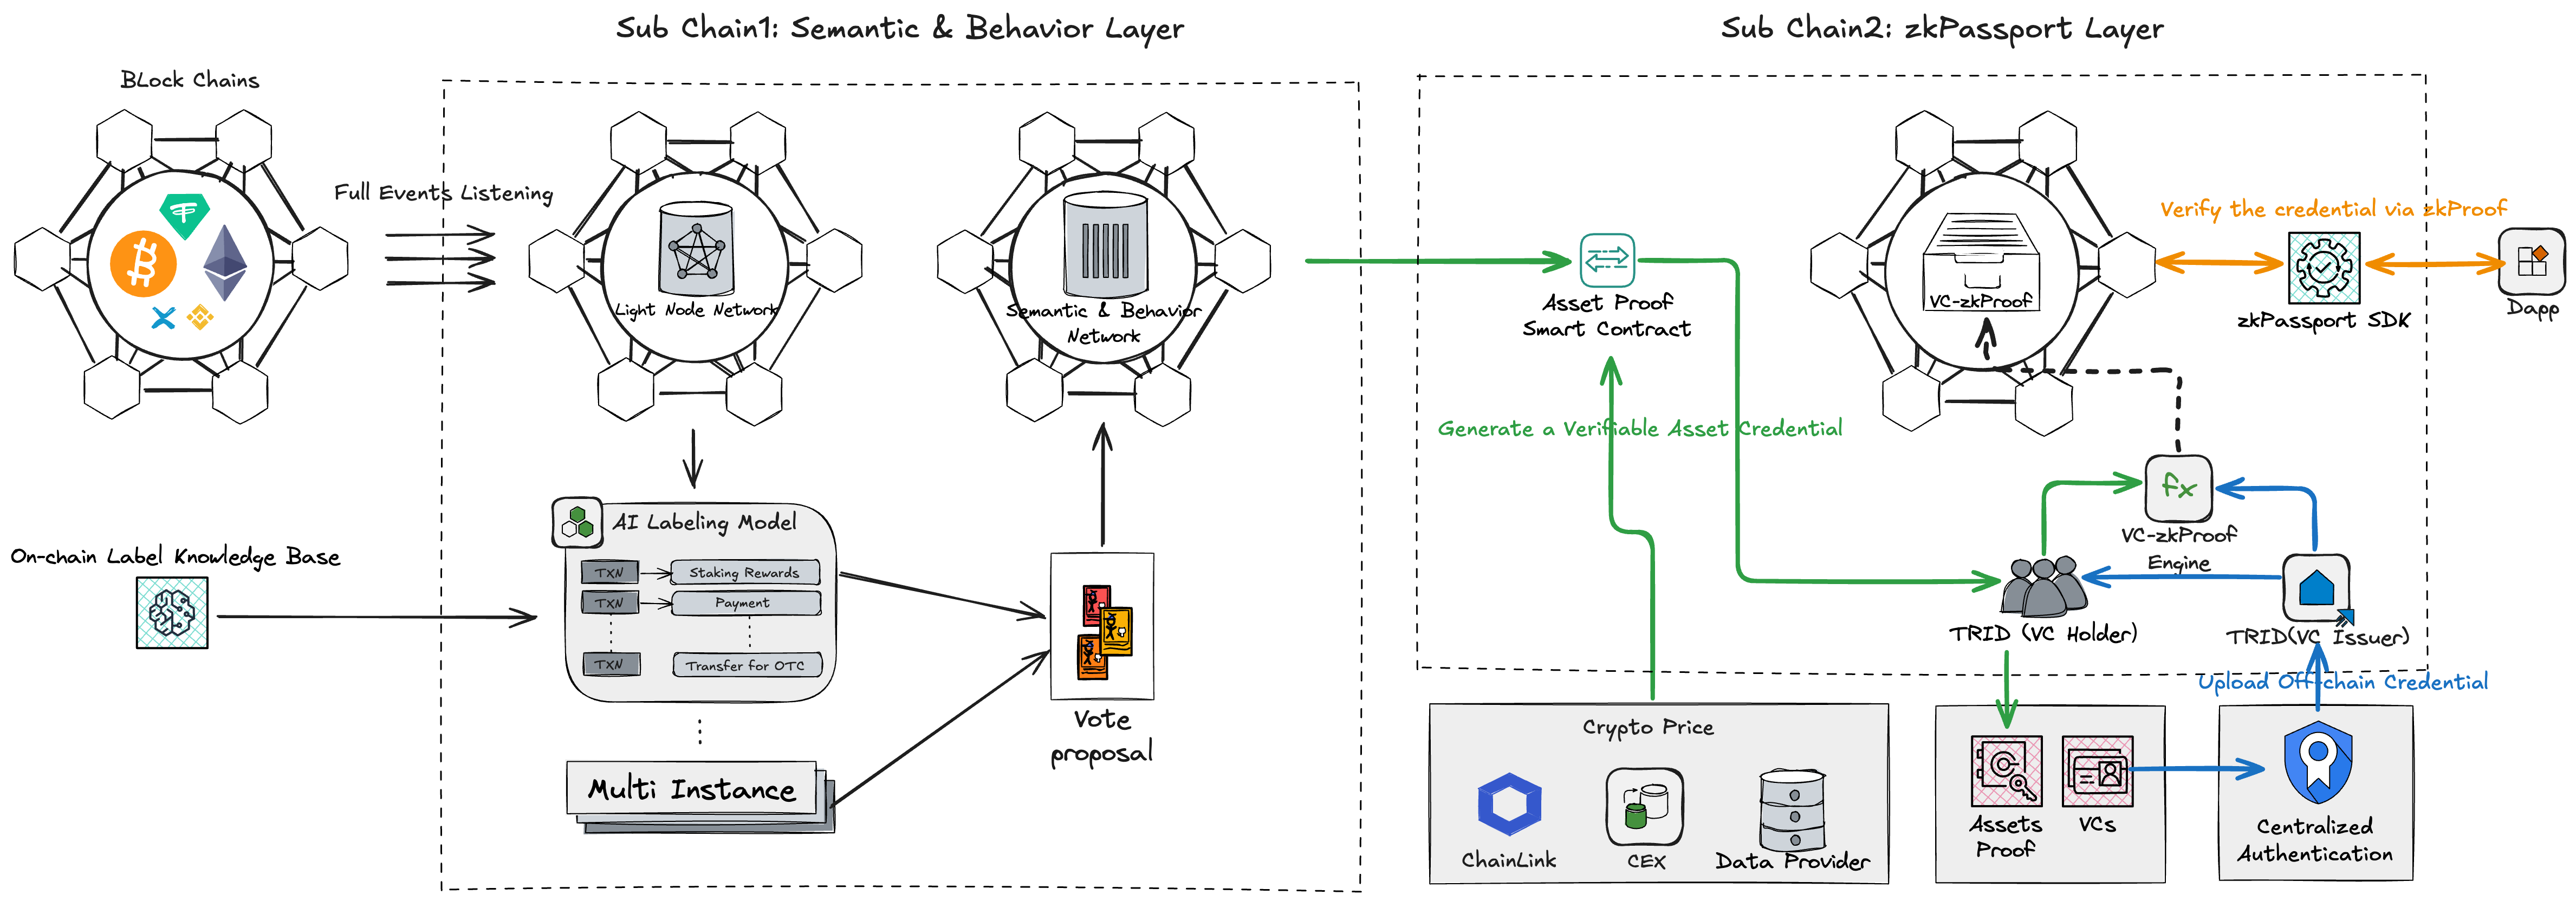 Sub Chain1: Semantic & Behavior Layer
Sub Chain2: zkPassport Layer
BLock Chains
Full Events Listening
Light Node Network
Semantic & Behavior
Network
Asset Proof
Smart Contract
VC-zkProof
Verify the credential via zkProof
zkPassport SDK
Dapp
Generate a Verifiable Asset Credential
fx
VC-zkProof
Engine
On-chain Label Knowledge Base
AI Labeling Model
TXN
Staking Rewards
TXN
Payment
TXN
Transfer for OTC
Multi Instance
Vote
proposal
TRID (VC Holder)
TRID(VC Issuer)
Upload Off-chain Credential
Crypto Price
ChainLink
CEX
Data Provider
Assets
Proof
VCs
Centralized
Authentication